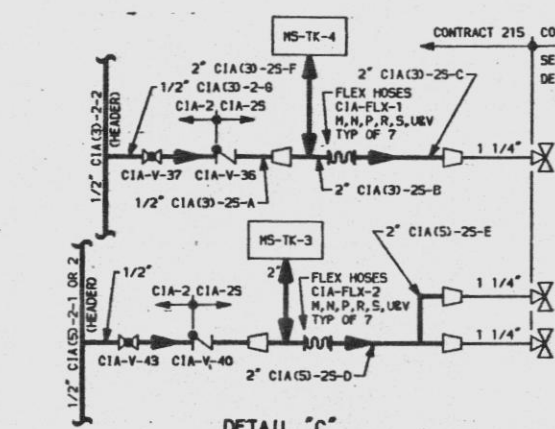 MS-TK-4
CONTRACT 215
CO
SE
DE
2" CIA(3)-2S-F
2" CIA(3)-2S-C
1/2" CIA(3)-2-G
FLEX HOSES
CIA-FLX-1
M,N,P,R,S,U&V
TYP OF 7
CIA-2,CIA-2S
1/2" CIA(3)-2-2
(HEADER)
1 1/4"
CIA-V-37
CIA-V-36
1/2" CIA(3)-2S-A
2" CIA(3)-2S-B
MS-TK-3
2" CIA(5)-2S-E
1/2"
2"
FLEX HOSES
CIA-FLX-2
M,N,P,R,S,U&V
TYP OF 7
CIA-2,CIA-2S
1 1/4"
1/2" CIA(5)-2-1 OR 2
(HEADER)
1 1/4"
CIA-V-43
CIA-V-40
2" CIA(5)-2S-D
DETAIL "C"